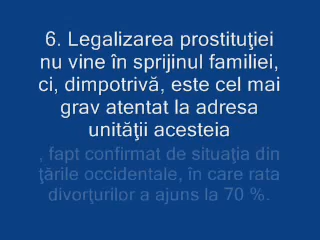 6. Legalizarea prostituţiei
nu vine în sprijinul familiei,
ci, dimpotrivă, este cel mai
grav atentat la adresa
unităţii acesteia
, fapt confirmat de situaţia din
ţările occidentale, în care rata
divorţurilor a ajuns la 70 %.